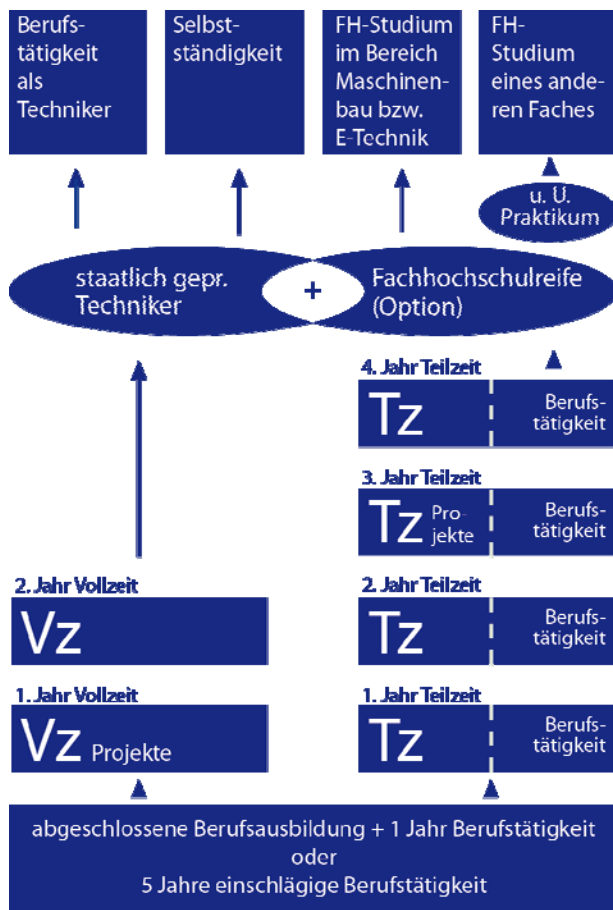 Berufs-
tätigkeit
als
Techniker
Selbst-
ständigkeit
FH-Studium
im Bereich
Maschinen-
bau bzw.
E-Technik
FH-
Studium
eines ande-
ren Faches
u. U.
Praktikum
staatlich gepr.
Techniker
+
Fachhochschulreife
(Option)
4. Jahr Teilzeit
Tz
Berufs-
tätigkeit
3. Jahr Teilzeit
Tz
Pro-
jekte
Berufs-
tätigkeit
2. Jahr Vollzeit
Vz
2. Jahr Teilzeit
Tz
Berufs-
tätigkeit
1. Jahr Vollzeit
Vz Projekte
1. Jahr Teilzeit
Tz
Berufs-
tätigkeit
abgeschlossene Berufsausbildung + 1 Jahr Berufstätigkeit
oder
5 Jahre einschlägige Berufstätigkeit